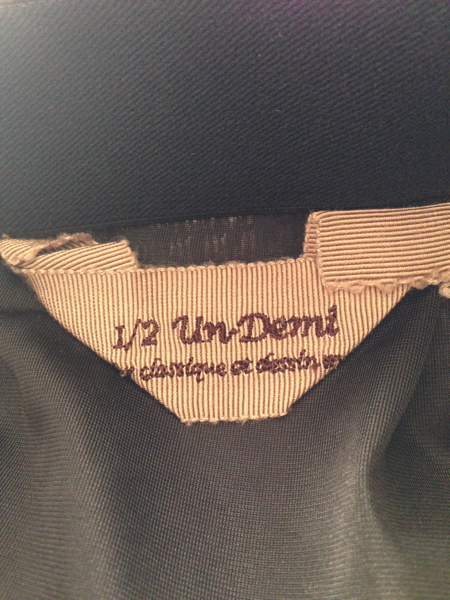 1/2 Un-Demi
classique et dessin